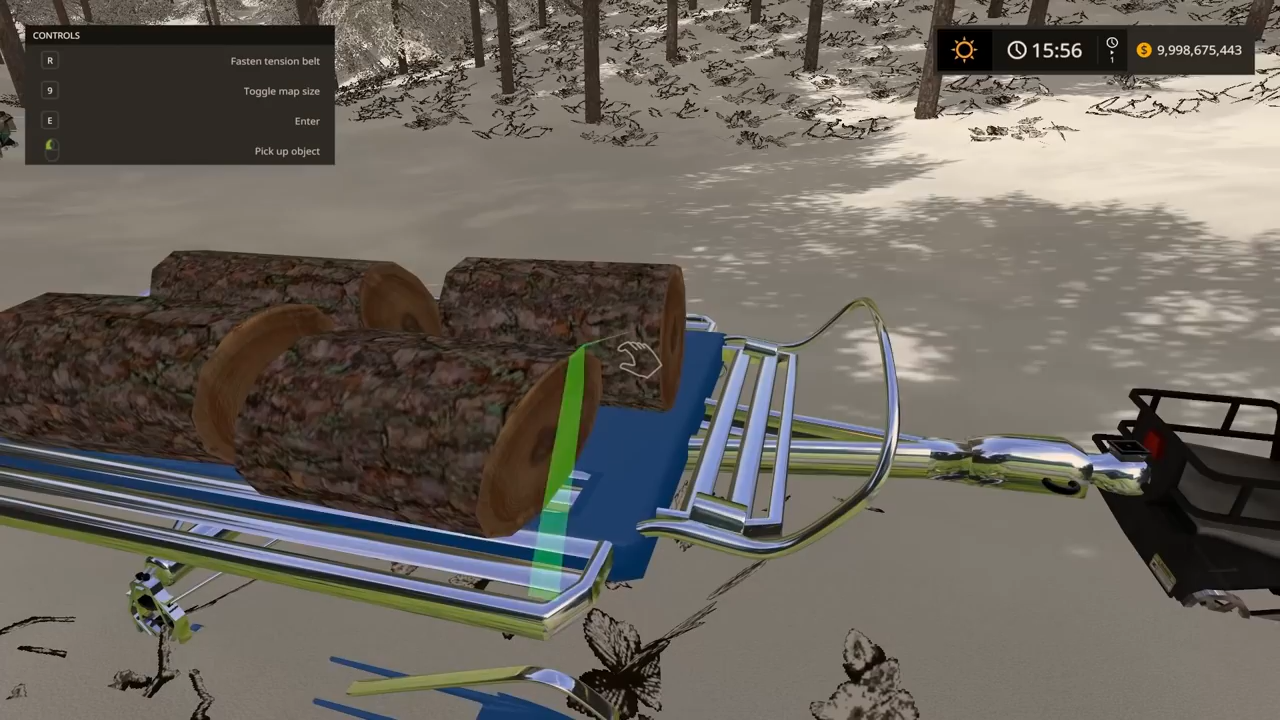 CONTROLS
R Fasten tension belt
9 Toggle map size
E Enter
Pick up object
15:56
1
$ 9,998,675,443